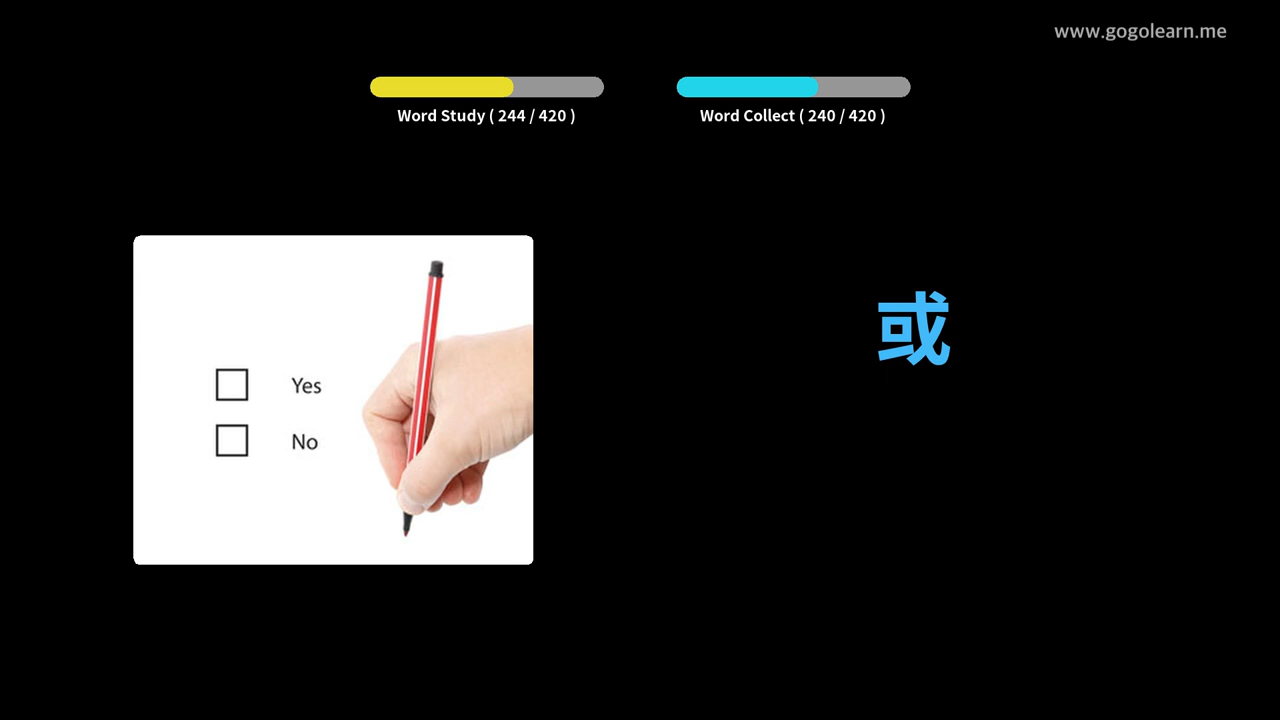 www.gogolearn.me
Word Study ( 244 / 420 )
Word Collect ( 240 / 420 )
Yes
No
或